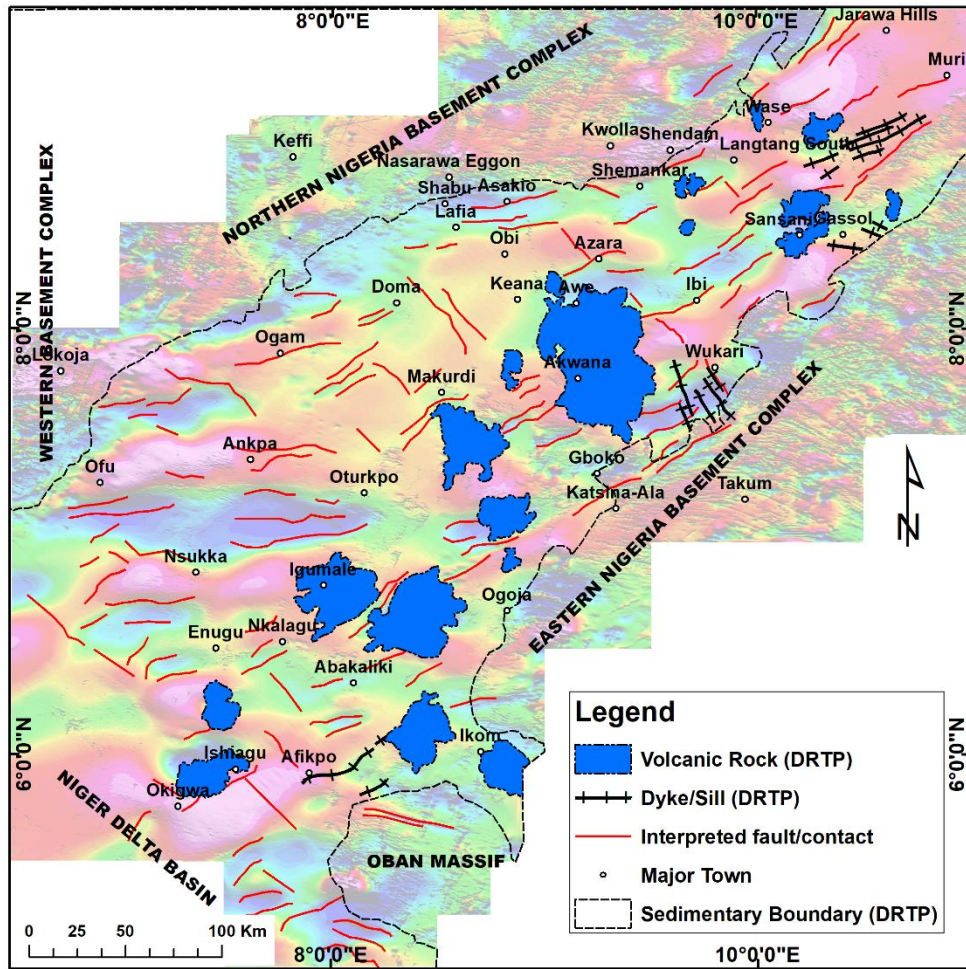 8°0'0"E
10°0'0"E
Jarawa Hills
Muri
Wase
NORTHERN NIGERIA BASEMENT COMPLEX
Kwolla
Shendam
Keffi
Langtang South
Nasarawa Eggon
Shemankar
Shabu
Asakio
Lafia
Sansani
Gassol
Obi
Azara
WESTERN BASEMENT COMPLEX
Keana
Awe
Ibi
Doma
8°0'0"N
8°0'0"N
Ogam
Lokoja
Wukari
Akwana
Makurdi
Ankpa
Gboko
Ofu
Oturkpo
Katsina-Ala
Takum
EASTERN NIGERIA BASEMENT COMPLEX
N
Nsukka
Igumale
Ogoja
Enugu
Nkalagu
Abakaliki
Ikom
6°0'0"N
6°0'0"N
Ishiagu
Afikpo
Okigwa
NIGER DELTA BASIN
OBAN MASSIF
Legend
Volcanic Rock (DRTP)
Dyke/Sill (DRTP)
Interpreted fault/contact
Major Town
Sedimentary Boundary (DRTP)
0 25 50 100 Km
8°0'0"E
10°0'0"E